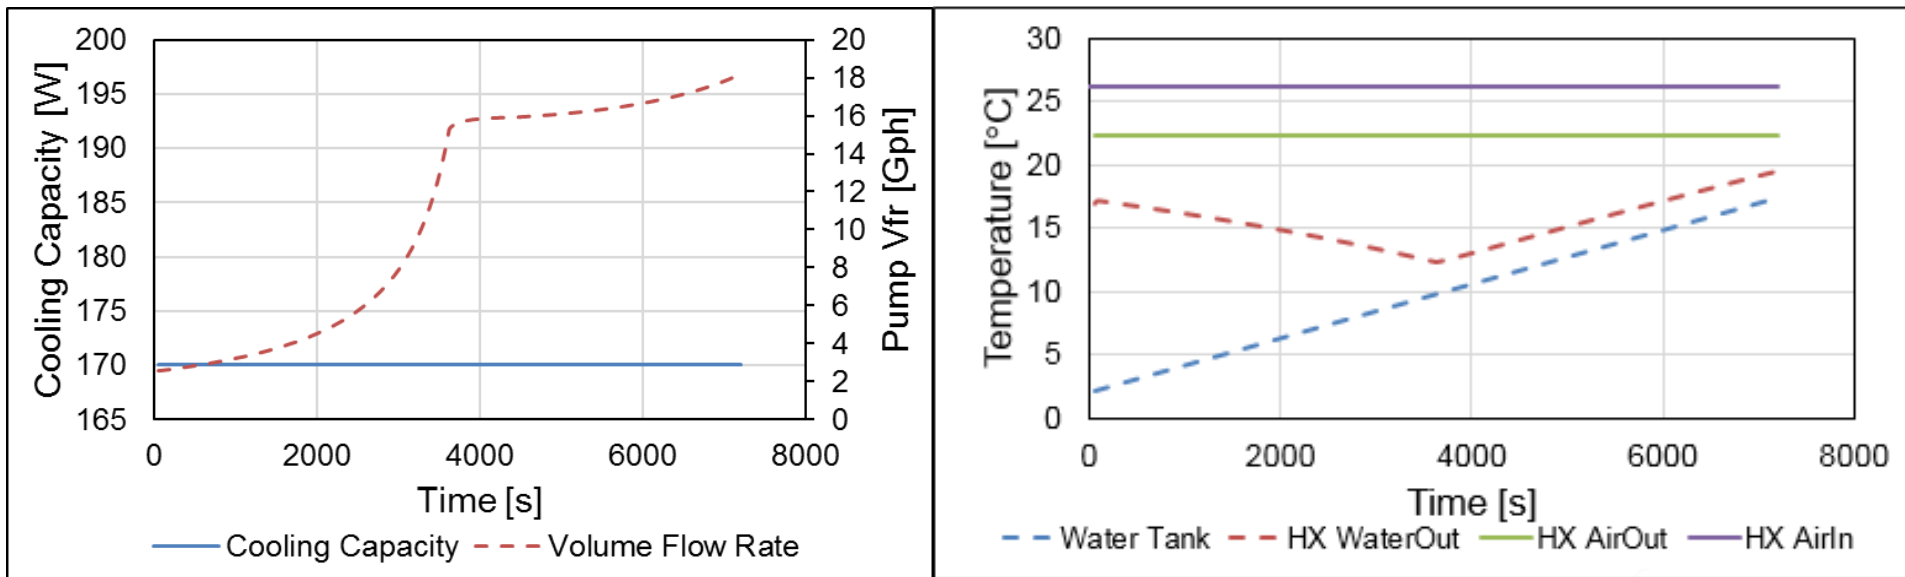 200
195
190
185
180
175
170
165
Cooling Capacity [W]
20
18
16
14
12
10
8
6
4
2
0
Pump Vfr [Gph]
0 2000 4000 6000 8000
Time [s]
Cooling Capacity Volume Flow Rate
30
25
20
15
10
5
0
Temperature [°C]
0 2000 4000 6000 8000
Time [s]
Water Tank HX WaterOut HX AirOut HX AirIn